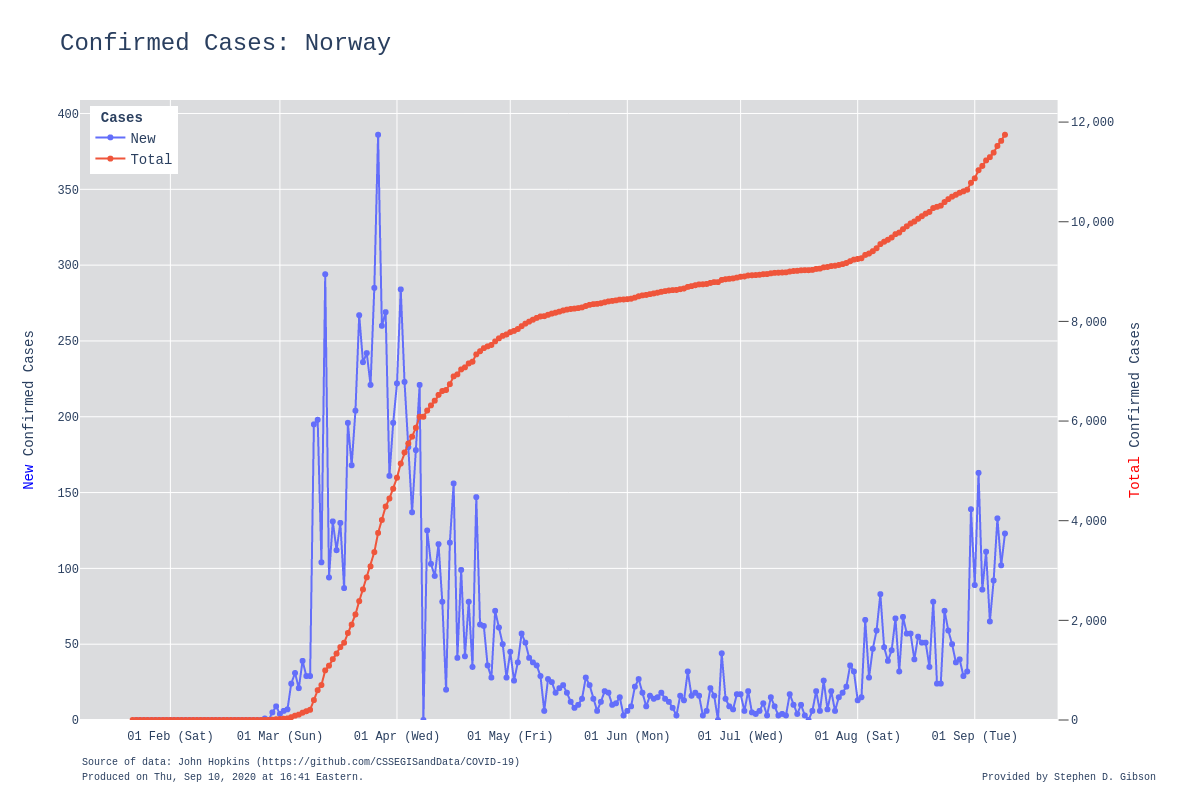 Confirmed Cases: Norway
Cases
New
Total
400
350
300
250
200
150
100
50
0
12,000
10,000
8,000
6,000
4,000
2,000
0
New Confirmed Cases
Total Confirmed Cases
01 Feb (Sat) 01 Mar (Sun) 01 Apr (Wed) 01 May (Fri) 01 Jun (Mon) 01 Jul (Wed) 01 Aug (Sat) 01 Sep (Tue)
Source of data: John Hopkins (https://github.com/CSSEGISandData/COVID-19)
Produced on Thu, Sep 10, 2020 at 16:41 Eastern.
Provided by Stephen D. Gibson